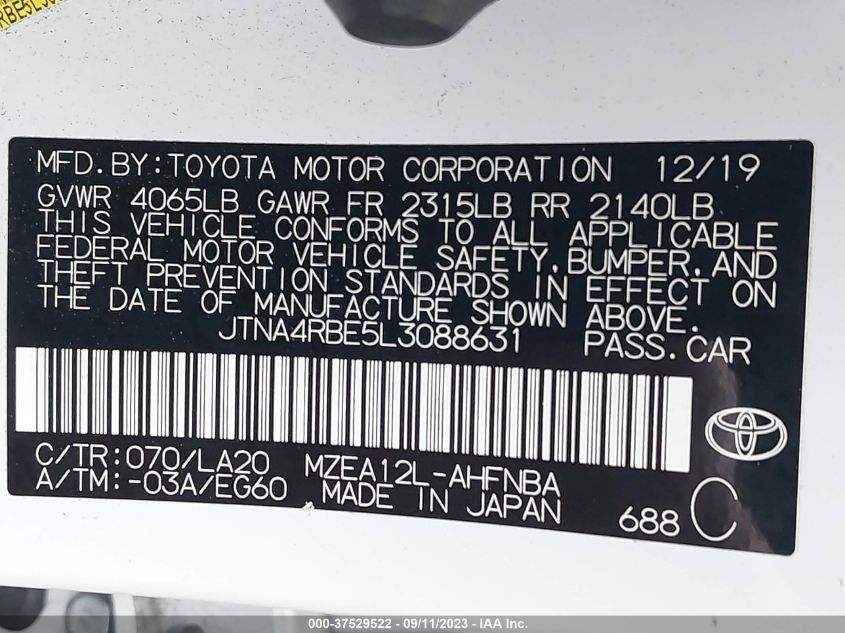 MFD.BY:TOYOTA MOTOR CORPORATION 12/19
GVWR 4065LB GAWR FR 2315LB RR 2140LB
THIS VEHICLE CONFORMS TO ALL APPLICABLE
FEDERAL MOTOR VEHICLE SAFETY,BUMPER,AND
THEFT PREVENTION STANDARDS IN EFFECT ON
THE DATE OF MANUFACTURE SHOWN ABOVE.
JTNA4RBE5L3088631 PASS.CAR
C/TR:070/LA20 MZEA12L-AHFNBA
A/TM:-03A/EG60 MADE IN JAPAN 688 C
000-37529522 - 09/11/2023 - IAA Inc.